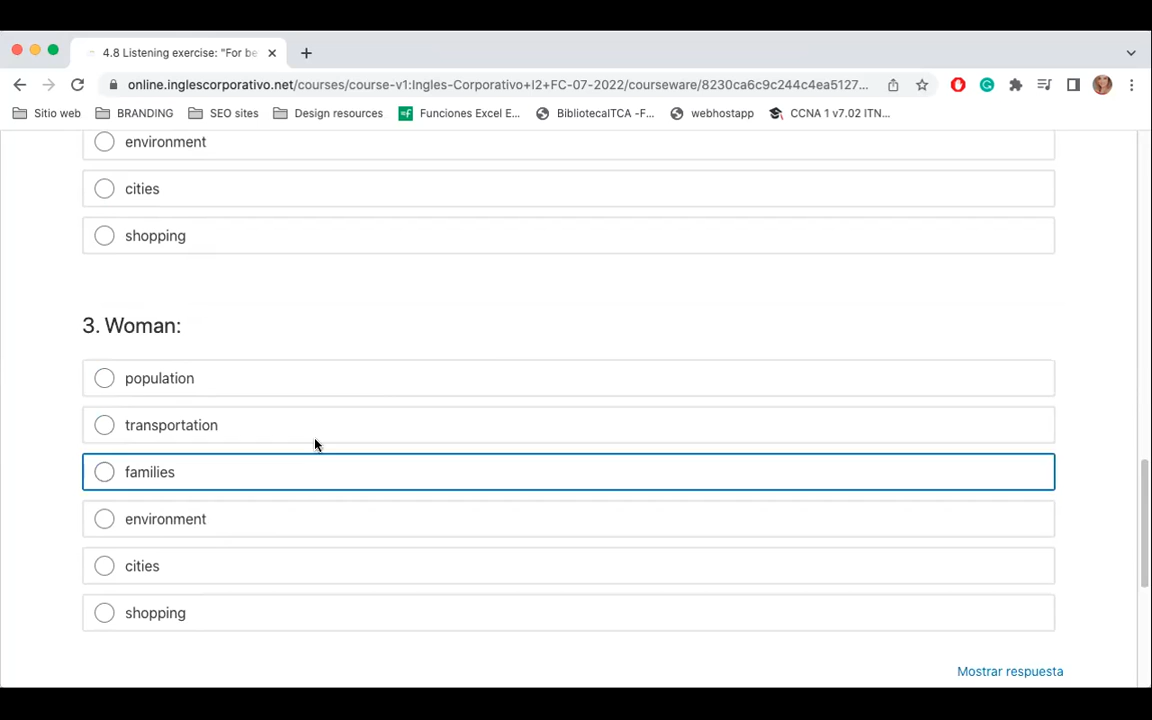 4.8 Listening exercise: "For be
online.inglescorporativo.net/courses/course-v1:Ingles-Corporativo+I2+FC-07-2022/courseware/8230ca6c9c244c4ea5127...
Sitio web BRANDING SEO sites Design resources Funciones Excel E... BibliotecaITCA -F... webhostapp CCNA 1 v7.02 ITN...
environment
cities
shopping
3. Woman:
population
transportation
families
environment
cities
shopping
Mostrar respuesta